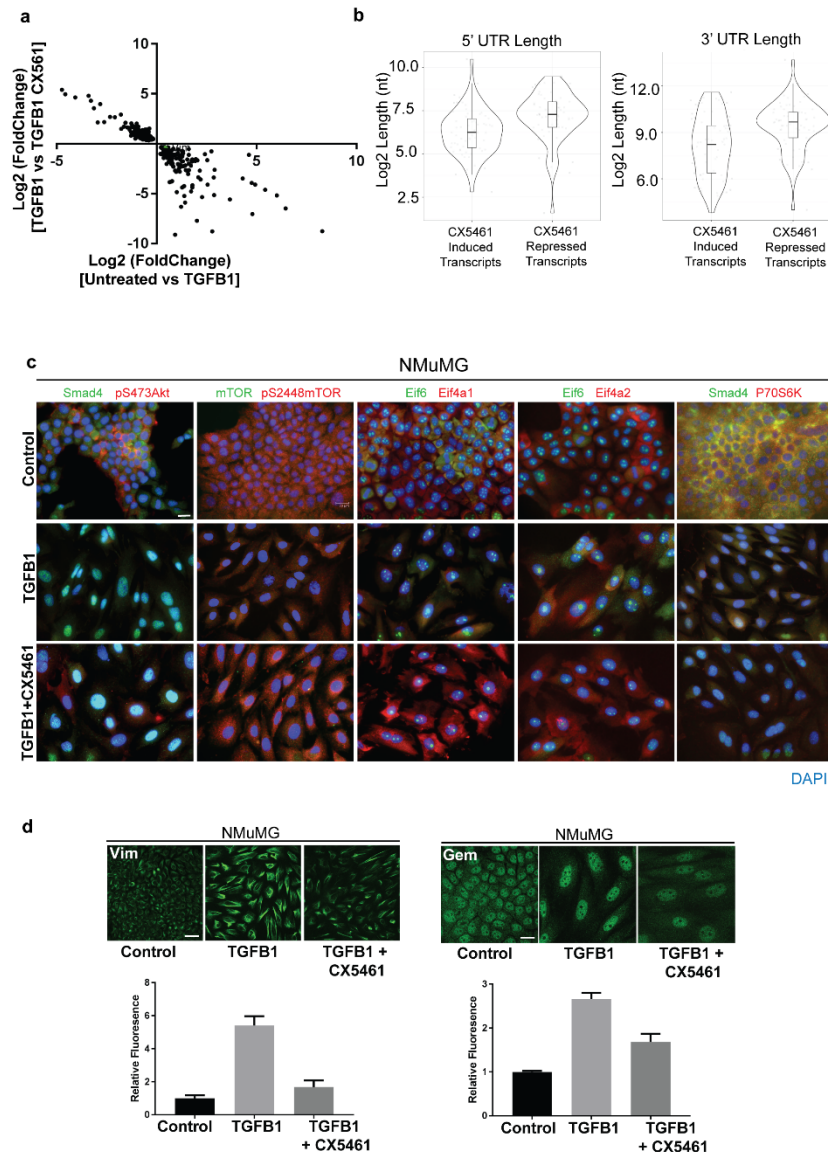 a
Log2 (FoldChange)
[TGFB1 vs TGFB1 CX561]
10
5
-5
5
10
-5
-10
Log2 (FoldChange)
[Untreated vs TGFB1]
b
5' UTR Length
Log2 Length (nt)
10.0
7.5
5.0
2.5
CX5461
Induced
Transcripts
CX5461
Repressed
Transcripts
3' UTR Length
Log2 Length (nt)
12.0
9.0
6.0
CX5461
Induced
Transcripts
CX5461
Repressed
Transcripts
c
NMuMG
Smad4 pS473Akt
mTOR pS2448mTOR
Eif6 Eif4a1
Eif6 Eif4a2
Smad4 P70S6K
Control
TGFB1
TGFB1+CX5461
DAPI
d
NMuMG
Vim
Control
TGFB1
TGFB1 +
CX5461
Relative Fluoresence
8
6
4
2
0
Control
TGFB1
TGFB1
+ CX5461
NMuMG
Gem
Control
TGFB1
TGFB1 +
CX5461
Relative Fluoresence
3
2
1
0
Control
TGFB1
TGFB1
+ CX5461